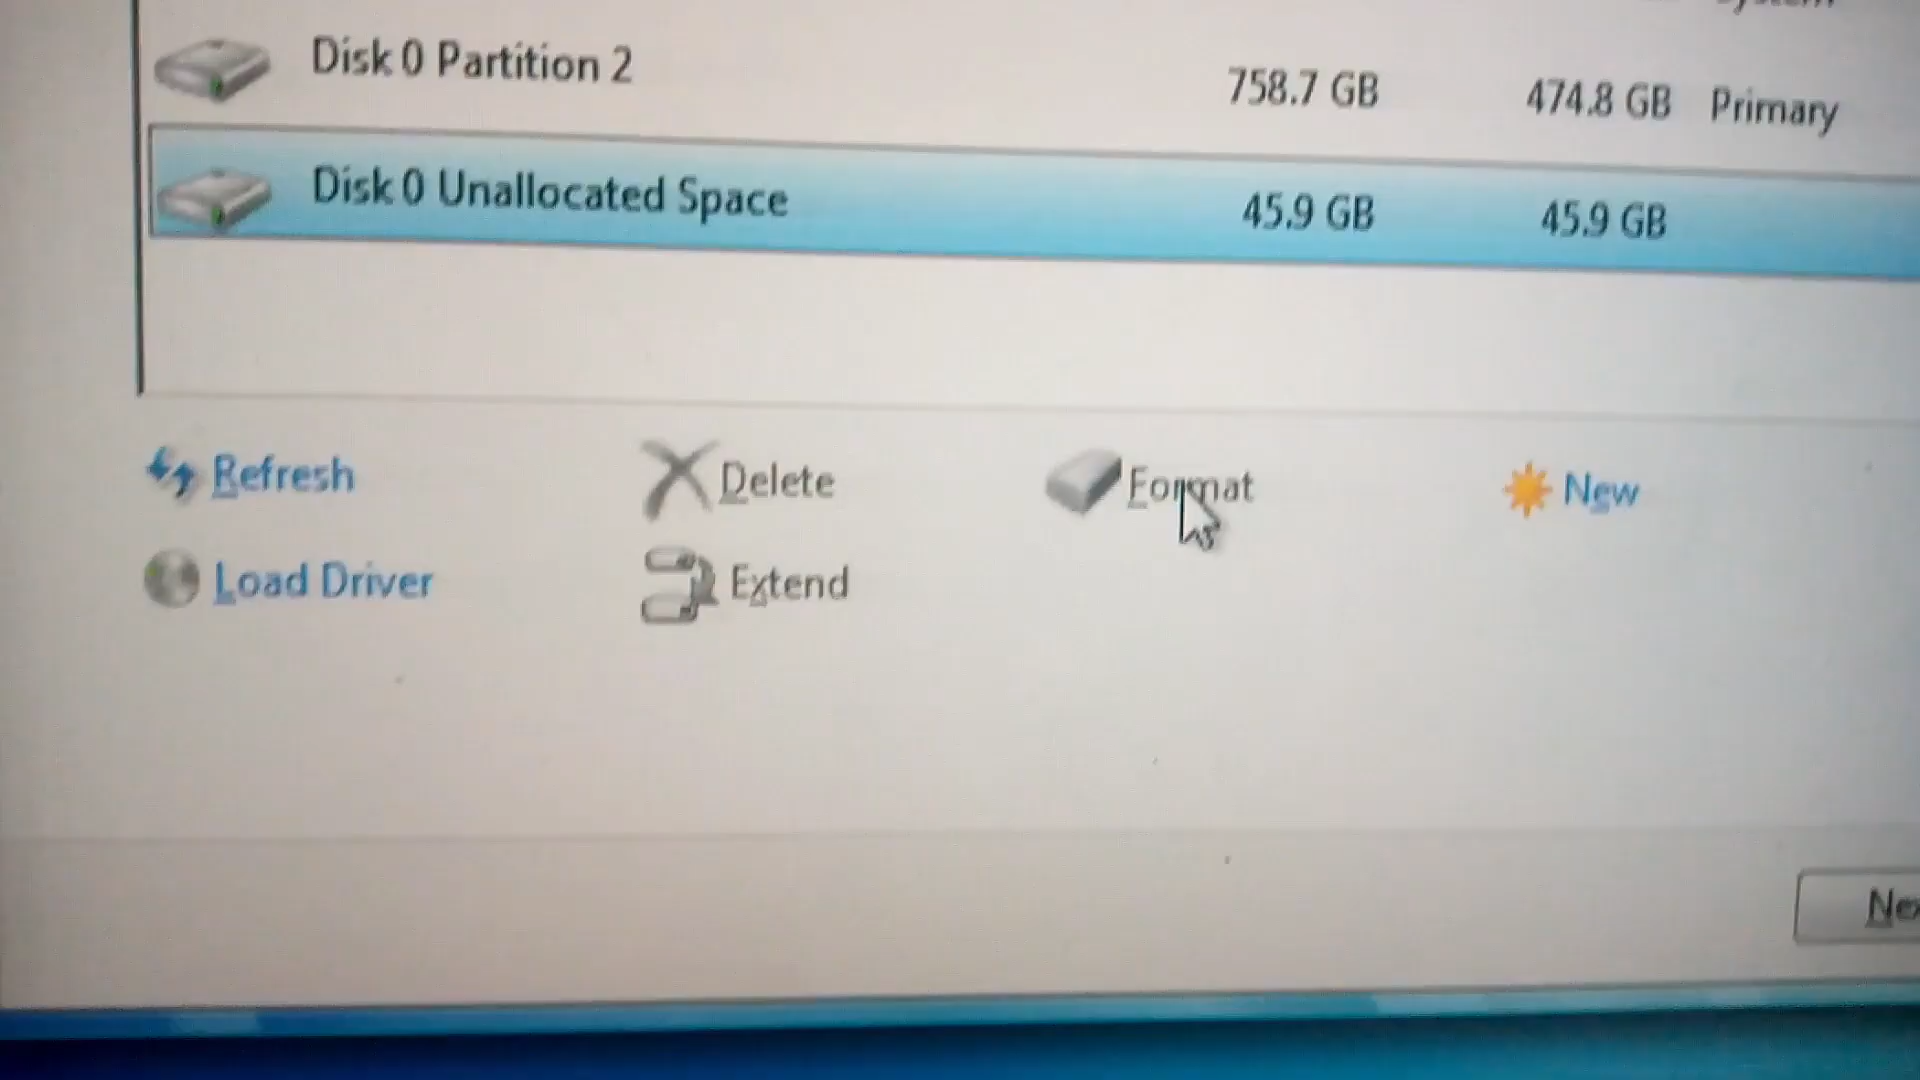 System
Disk 0 Partition 2 758.7 GB 474.8 GB Primary
Disk 0 Unallocated Space 45.9 GB 45.9 GB
Refresh Delete Format New
Load Driver Extend